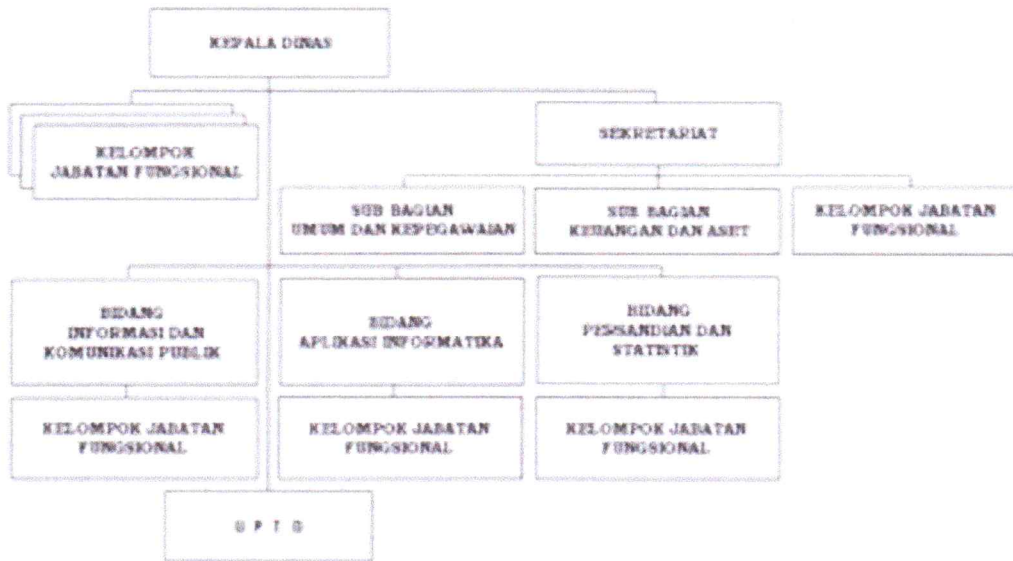 KEPALA DINAS
SEKRETARIAT
KELOMPOK
JABATAN FUNGSIONAL
SUB BAGIAN
UMUM DAN KEPEGAWAIAN
SUB BAGIAN
KEUANGAN DAN ASET
KELOMPOK JABATAN
FUNGSIONAL
BIDANG
INFORMASI DAN
KOMUNIKASI PUBLIK
BIDANG
APLIKASI INFORMATIKA
BIDANG
PERSANDIAN DAN
STATISTIK
KELOMPOK JABATAN
FUNGSIONAL
KELOMPOK JABATAN
FUNGSIONAL
KELOMPOK JABATAN
FUNGSIONAL
U P T D